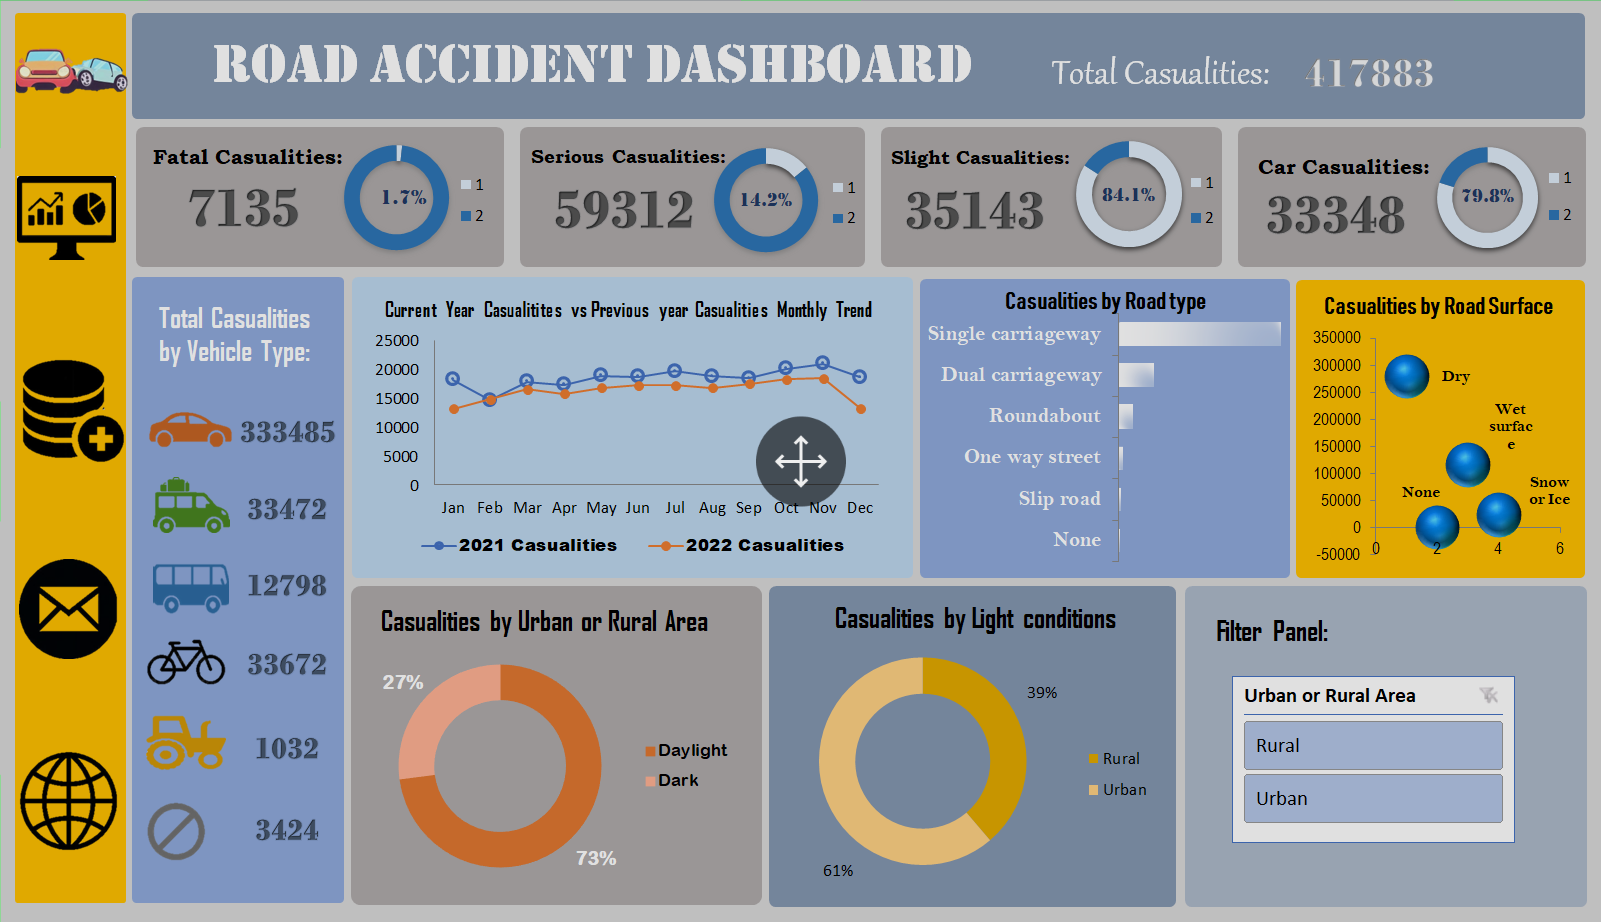 ROAD ACCIDENT DASHBOARD
Total Casualities:
417883
Fatal Casualities:
7135
1.7%
1
2
Serious Casualities:
59312
14.2%
1
2
Slight Casualities:
35143
84.1%
1
2
Car Casualities:
33348
79.8%
1
2
Total Casualities
by Vehicle Type:
333485
33472
12798
33672
1032
3424
Current Year Casualitites vs Previous year Casualities Monthly Trend
25000
20000
15000
10000
5000
0
Jan Feb Mar Apr May Jun Jul Aug Sep Oct Nov Dec
2021 Casualities
2022 Casualities
Casualities by Road type
Single carriageway
Dual carriageway
Roundabout
One way street
Slip road
None
Casualities by Road Surface
350000
300000
250000
200000
150000
100000
50000
0
-50000
0 2 4 6
Dry
Wet
surfac
e
None
Snow
or Ice
Casualities by Urban or Rural Area
27%
73%
Daylight
Dark
Casualities by Light conditions
39%
61%
Rural
Urban
Filter Panel:
Urban or Rural Area
Rural
Urban